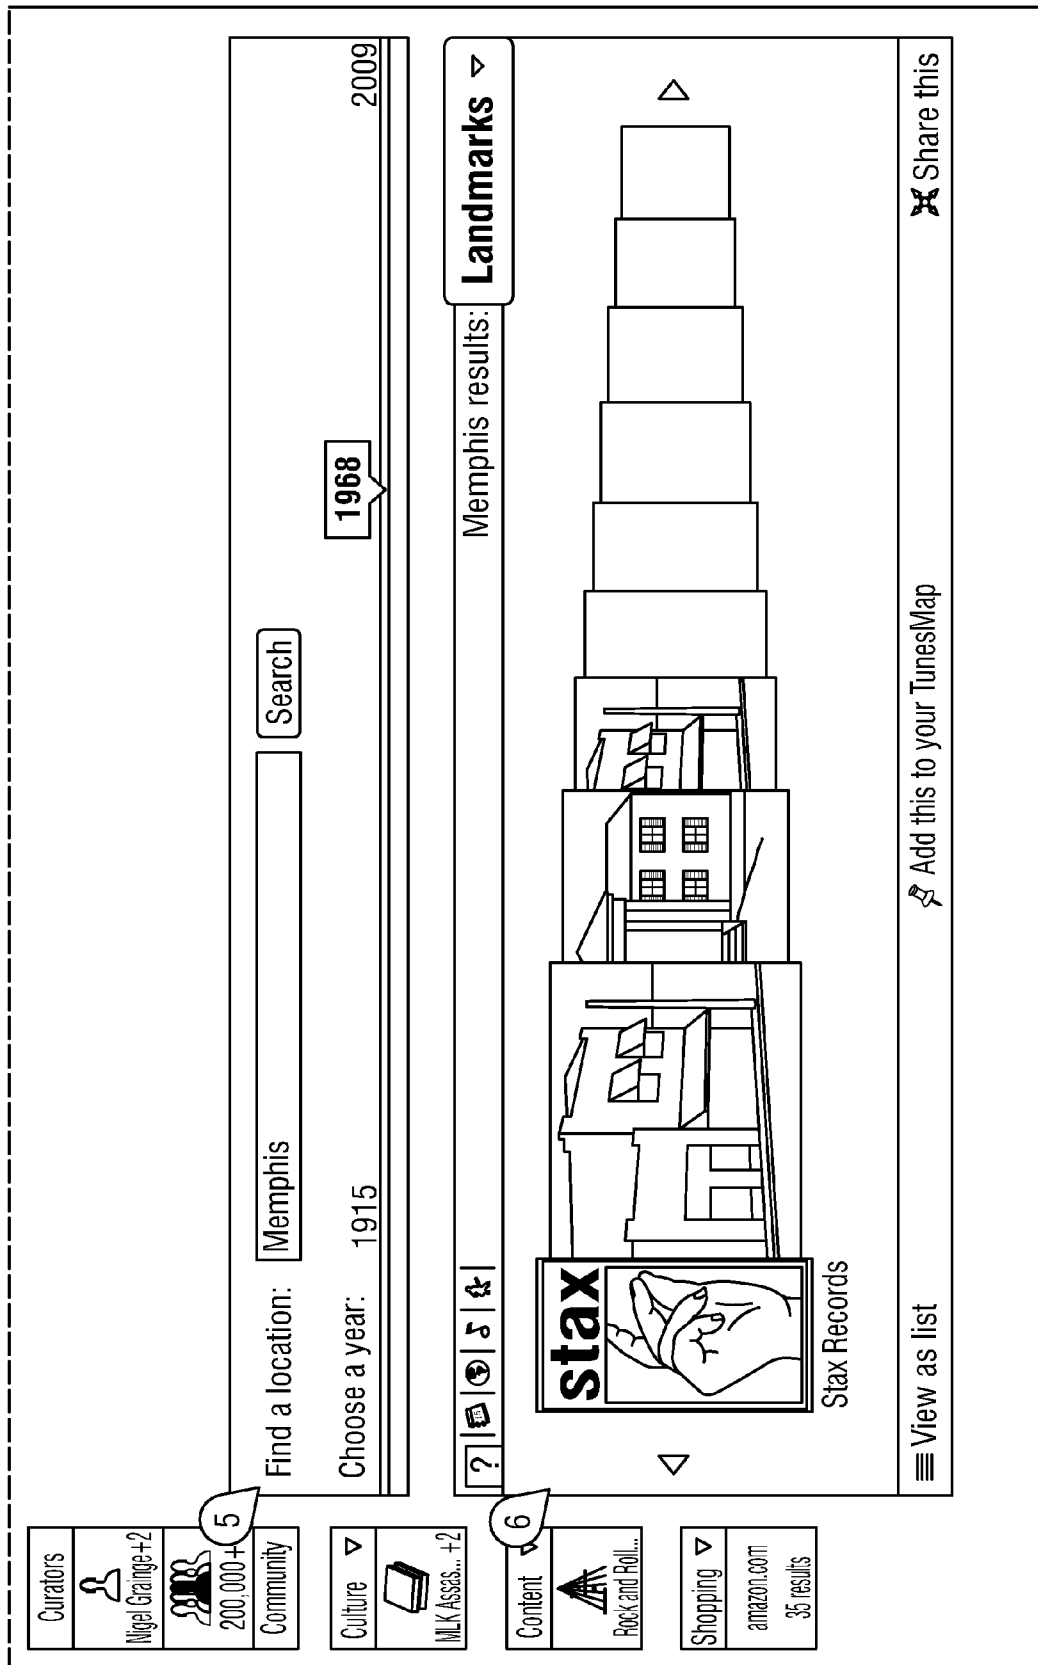 Curators
Nigel Grainge+2
200,000+
Community
Culture
MLK Assas... +2
Content
Rock and Roll...
Shopping
amazon.com
35 results
5
Find a location:
Memphis
Search
Choose a year:
1915
1968
2009
6
?
Memphis results:
Landmarks
stax
Stax Records
View as list
Add this to your TunesMap
Share this